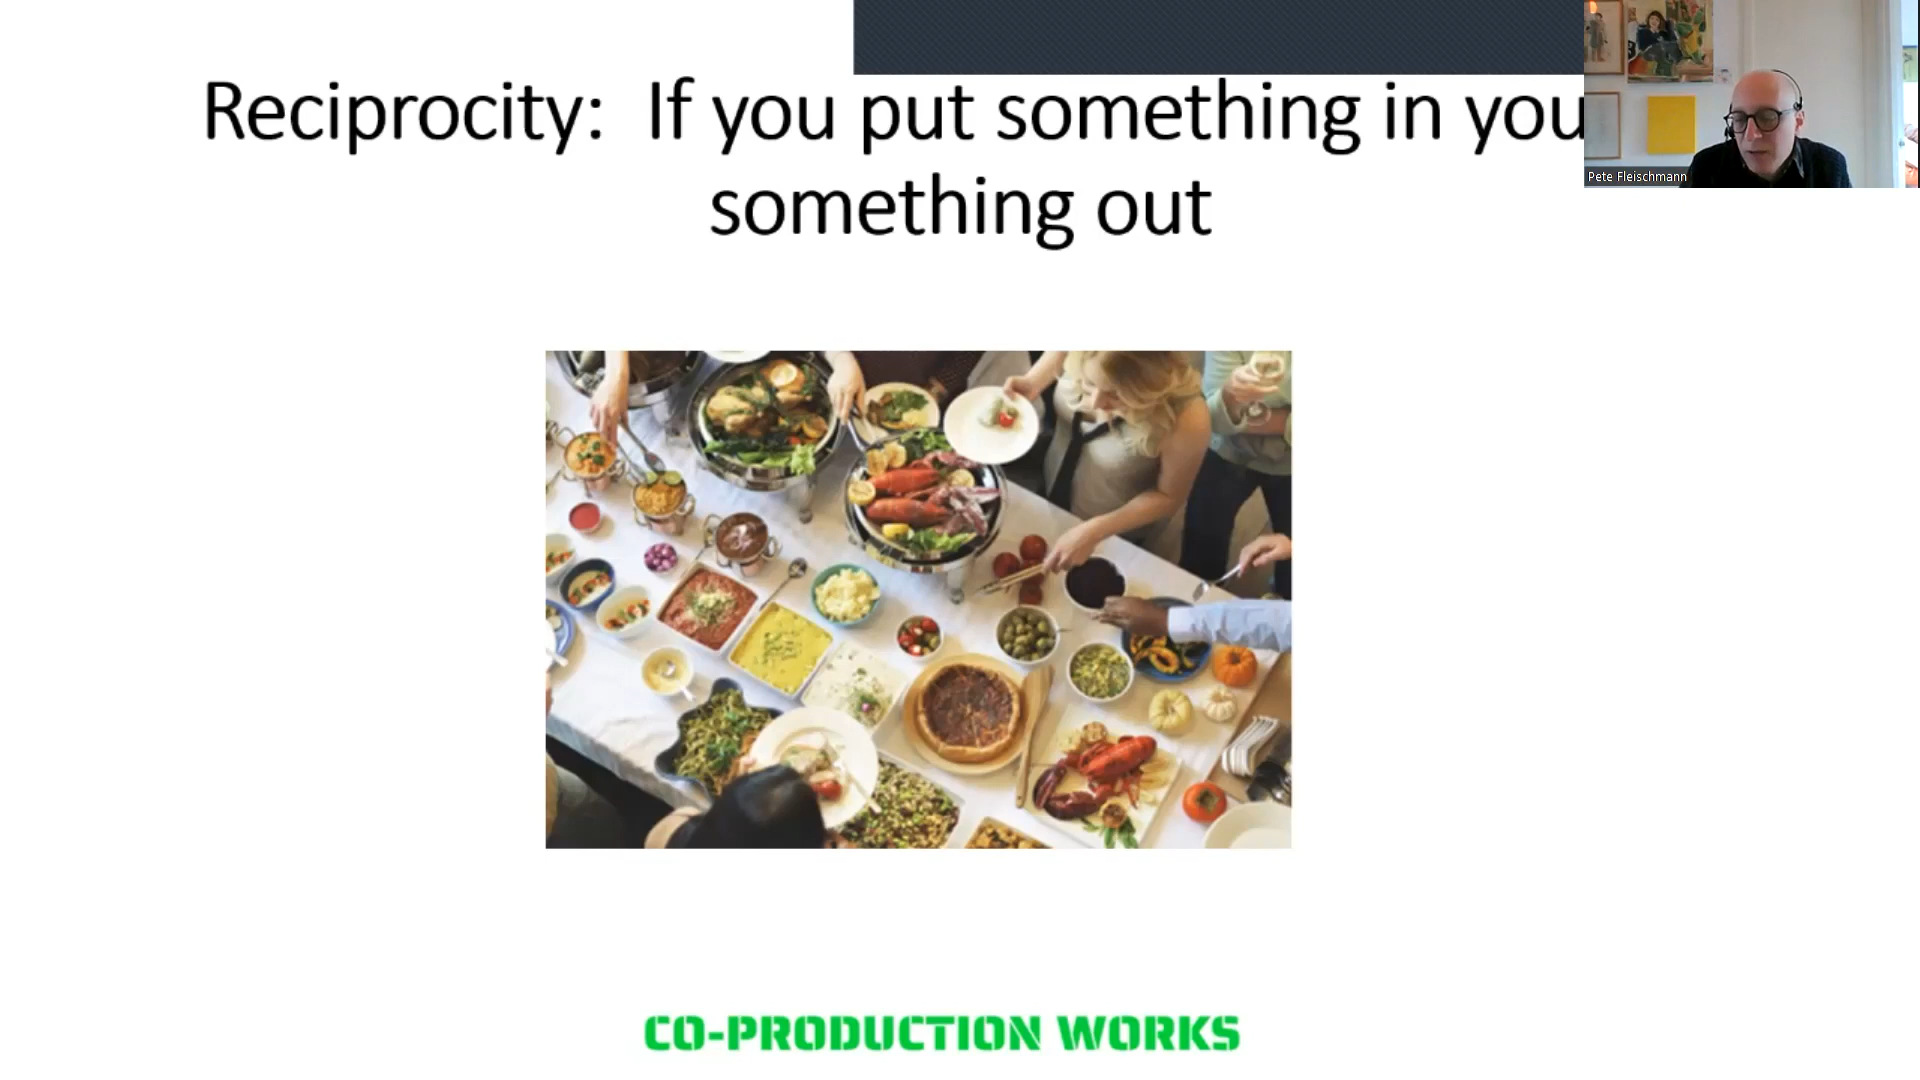 Reciprocity: If you put something in you
something out
Pete Fleischmann
CO-PRODUCTION WORKS